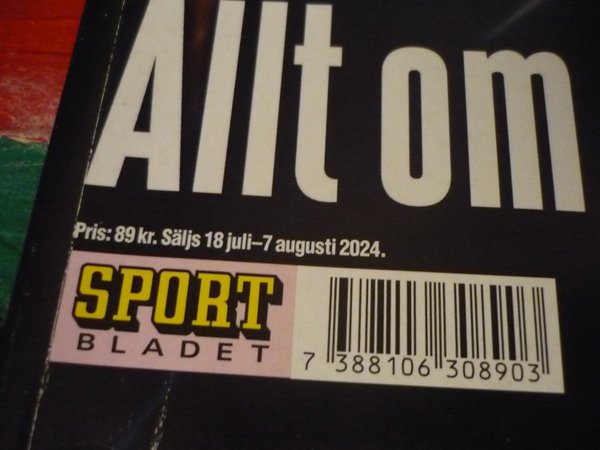 Allt om
Pris: 89 kr. Säljs 18 juli–7 augusti 2024.
SPORT
BLADET
7 388106 308903